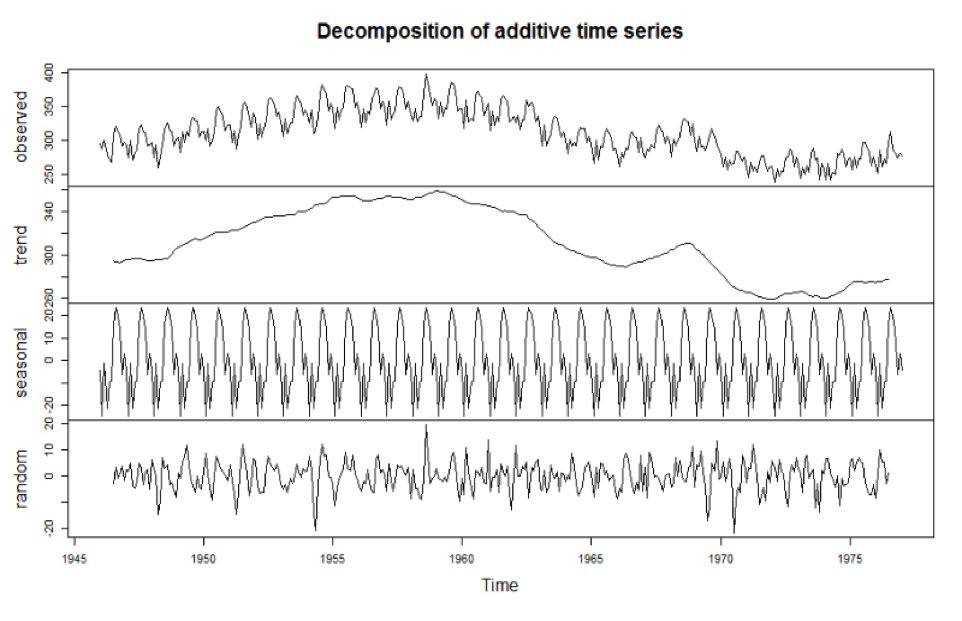 Decomposition of additive time series
observed
250 300 350 400
trend
260 300 340
seasonal
-20 0 10 20
random
-20 0 10 20
1945 1950 1955 1960 1965 1970 1975
Time